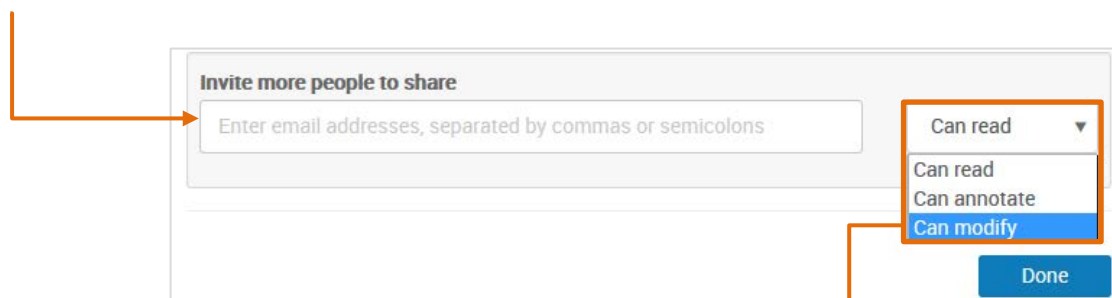 Invite more people to share
Enter email addresses, separated by commas or semicolons
Can read
Can read
Can annotate
Can modify
Done